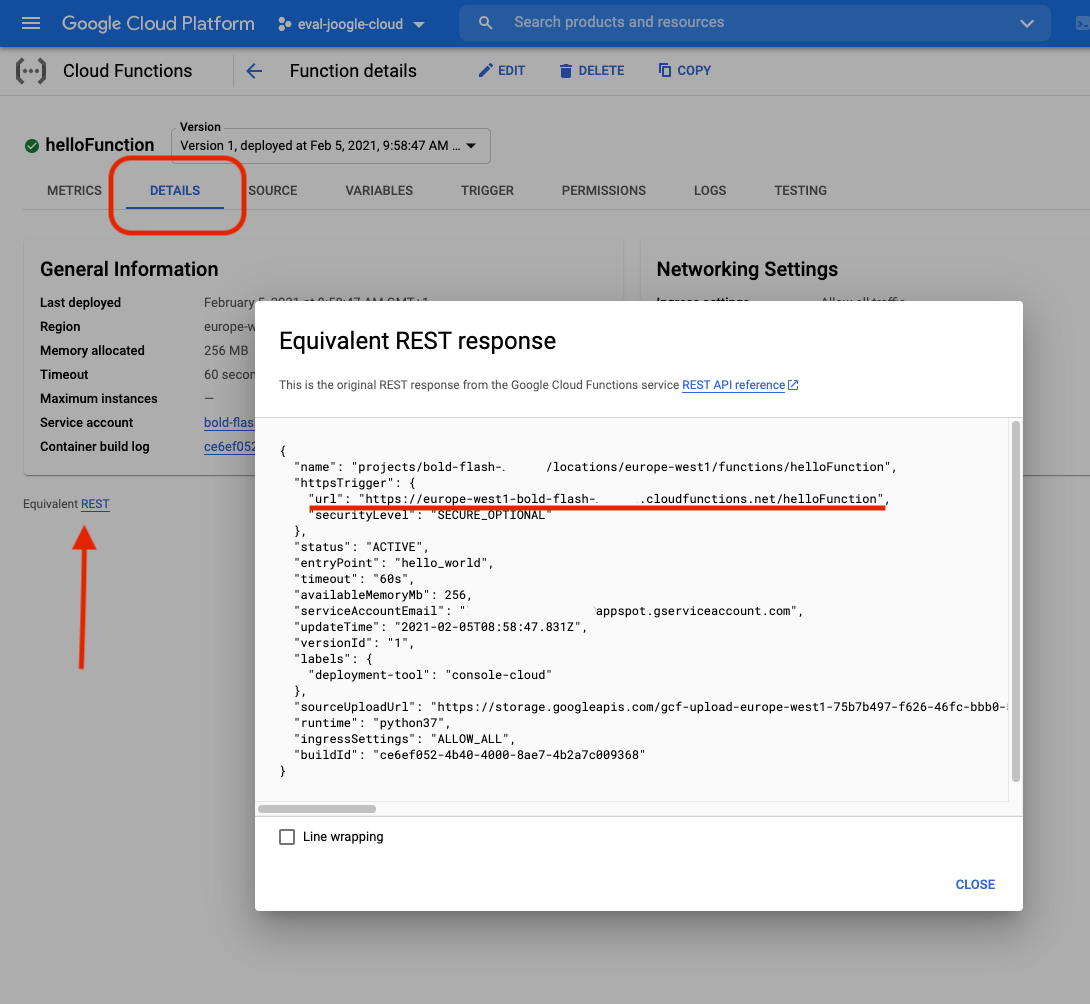 Google Cloud Platform eval-joogle-cloud Search products and resources
Cloud Functions Function details EDIT DELETE COPY
helloFunction
Version
Version 1, deployed at Feb 5, 2021, 9:58:47 AM ...
METRICS DETAILS SOURCE VARIABLES TRIGGER PERMISSIONS LOGS TESTING
General Information
Last deployed February 5, 2021 at 9:58:47 AM GMT+1
Region europe-w
Memory allocated 256 MB
Timeout 60 secon
Maximum instances —
Service account bold-flas
Container build log ce6ef052
Equivalent REST
Networking Settings
Ingress settings Allow all traffic
Equivalent REST response
This is the original REST response from the Google Cloud Functions service REST API reference
{
"name": "projects/bold-flash-. /locations/europe-west1/functions/helloFunction",
"httpsTrigger": {
"url": "https://europe-west1-bold-flash-. .cloudfunctions.net/helloFunction",
"securityLevel": "SECURE_OPTIONAL"
},
"status": "ACTIVE",
"entryPoint": "hello_world",
"timeout": "60s",
"availableMemoryMb": 256,
"serviceAccountEmail": " appspot.gserviceaccount.com",
"updateTime": "2021-02-05T08:58:47.831Z",
"versionId": "1",
"labels": {
"deployment-tool": "console-cloud"
},
"sourceUploadUrl": "https://storage.googleapis.com/gcf-upload-europe-west1-75b7b497-f626-46fc-bbb0-
"runtime": "python37",
"ingressSettings": "ALLOW_ALL",
"buildId": "ce6ef052-4b40-4000-8ae7-4b2a7c009368"
}
Line wrapping
CLOSE